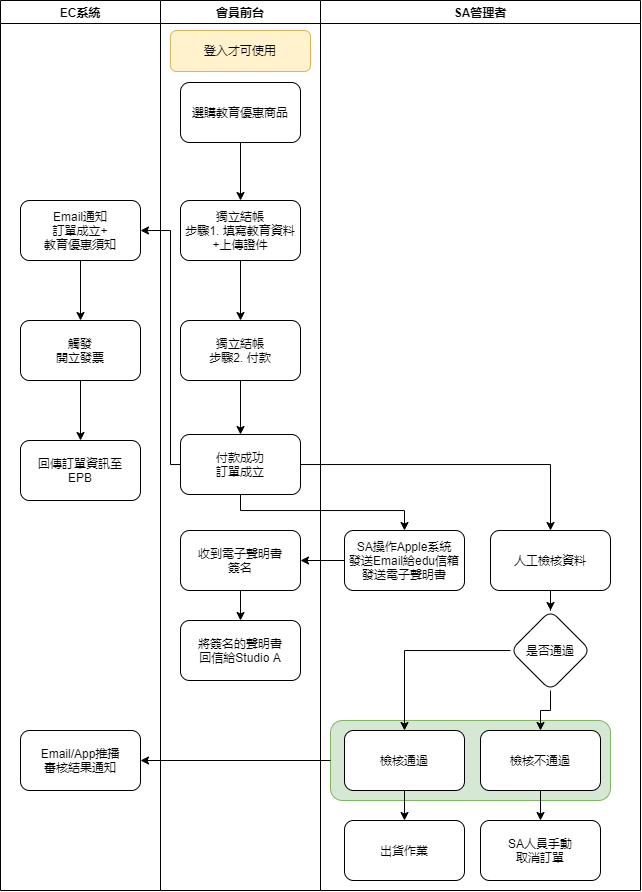 EC系統
會員前台
SA管理者
登入才可使用
選購教育優惠商品
Email通知
訂單成立+
教育優惠須知
獨立結帳
步驟1. 填寫教育資料
+上傳證件
觸發
開立發票
獨立結帳
步驟2. 付款
回傳訂單資訊至
EPB
付款成功
訂單成立
收到電子聲明書
簽名
SA操作Apple系統
發送Email給edu信箱
發送電子聲明書
人工檢核資料
將簽名的聲明書
回信給Studio A
是否通過
Email/App推播
審核結果通知
檢核通過
檢核不通過
出貨作業
SA人員手動
取消訂單